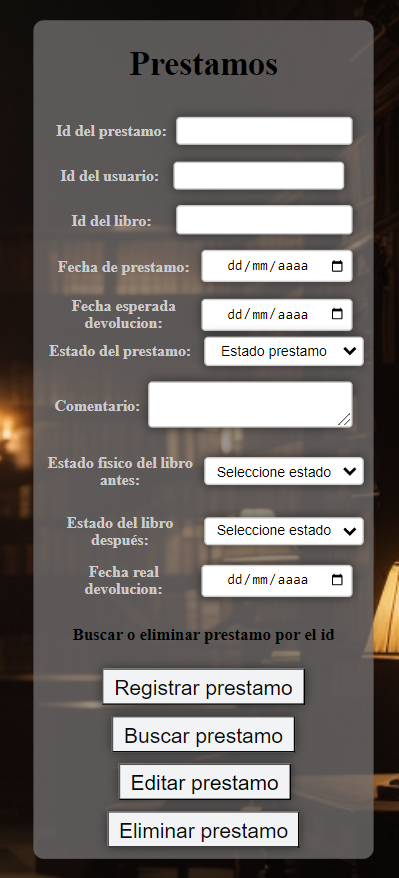 Prestamos
Id del prestamo:
Id del usuario:
Id del libro:
Fecha de prestamo: dd/mm/aaaa
Fecha esperada
devolucion: dd/mm/aaaa
Estado del prestamo: Estado prestamo
Comentario:
Estado fisico del libro
antes: Seleccione estado
Estado del libro
después: Seleccione estado
Fecha real
devolucion: dd/mm/aaaa
Buscar o eliminar prestamo por el id
Registrar prestamo
Buscar prestamo
Editar prestamo
Eliminar prestamo